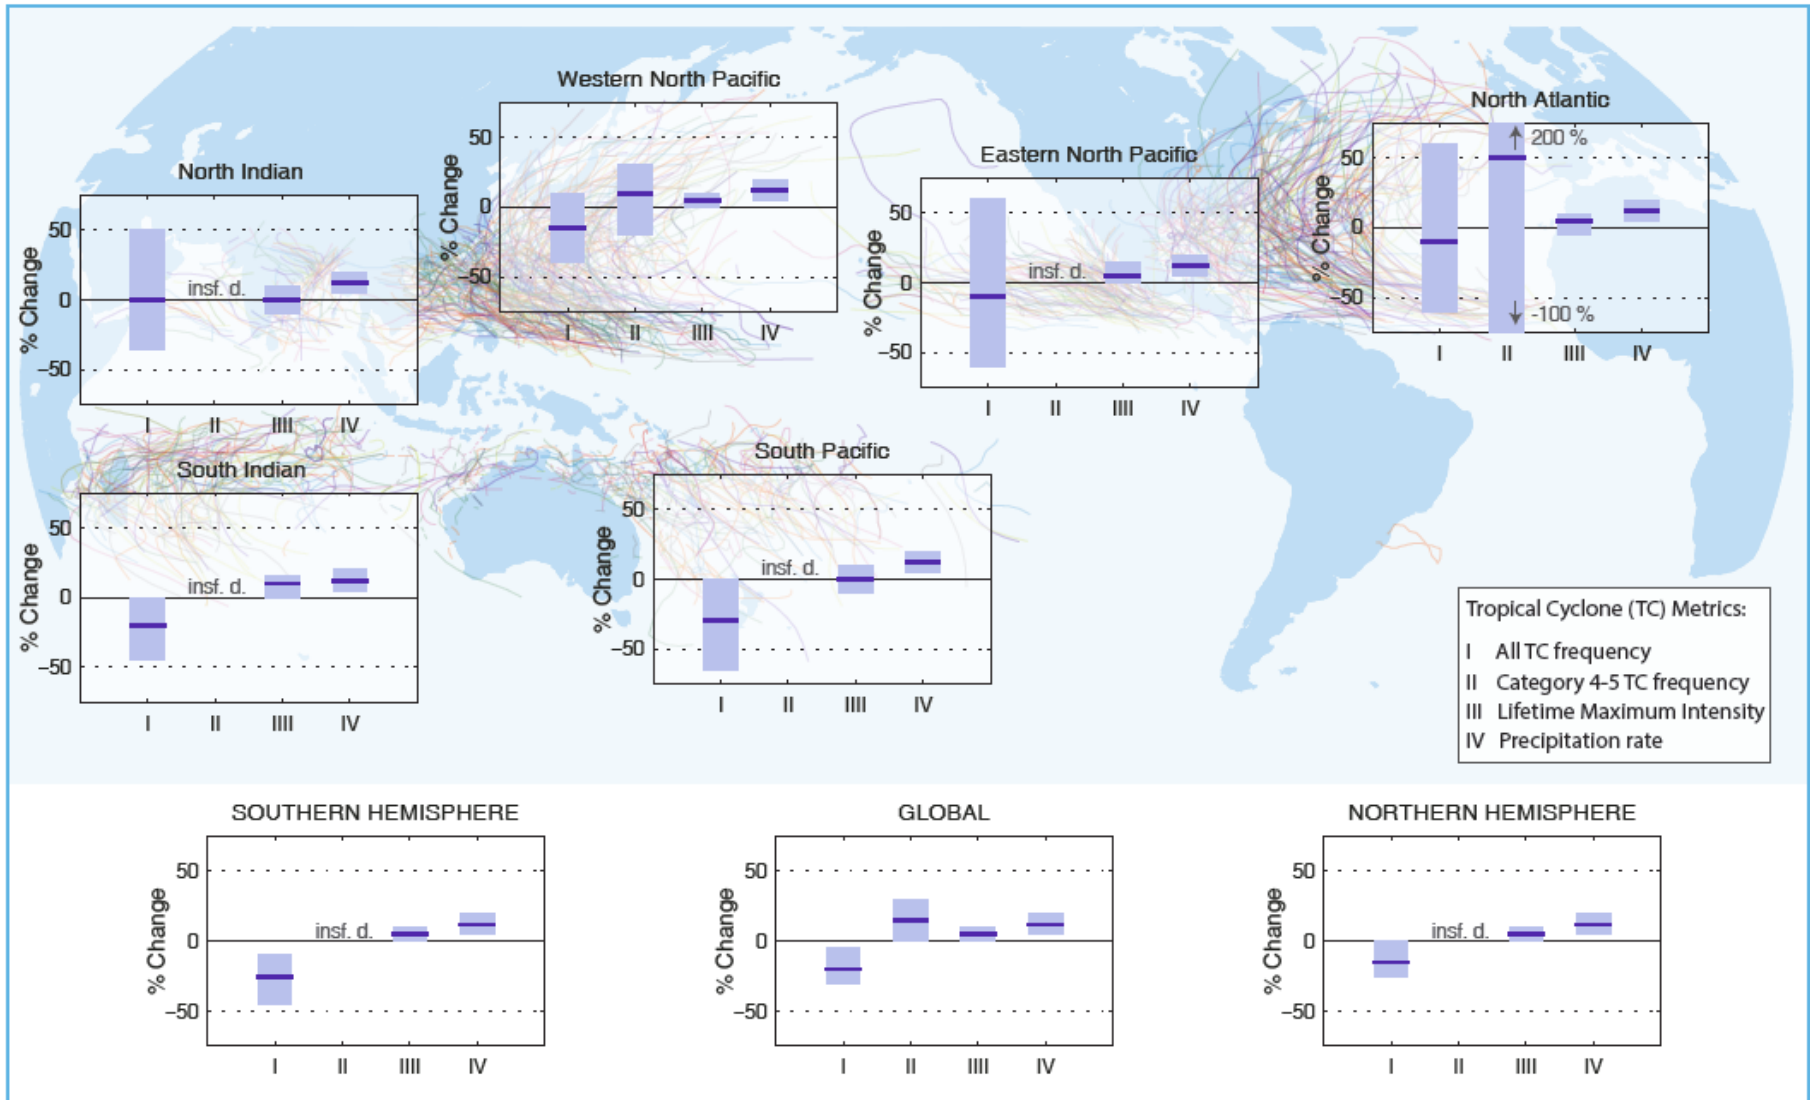 Western North Pacific
% Change
50
0
−50
I II IIII IV
North Atlantic
% Change
50
0
−50
200 %
-100 %
I II IIII IV
Eastern North Pacific
% Change
50
0
−50
insf. d.
I II IIII IV
North Indian
% Change
50
0
−50
insf. d.
I II IIII IV
South Indian
% Change
50
0
−50
insf. d.
I II IIII IV
South Pacific
% Change
50
0
−50
insf. d.
I II IIII IV
Tropical Cyclone (TC) Metrics:
I All TC frequency
II Category 4-5 TC frequency
III Lifetime Maximum Intensity
IV Precipitation rate
SOUTHERN HEMISPHERE
% Change
50
0
−50
insf. d.
I II IIII IV
GLOBAL
% Change
50
0
−50
I II IIII IV
NORTHERN HEMISPHERE
% Change
50
0
−50
insf. d.
I II IIII IV